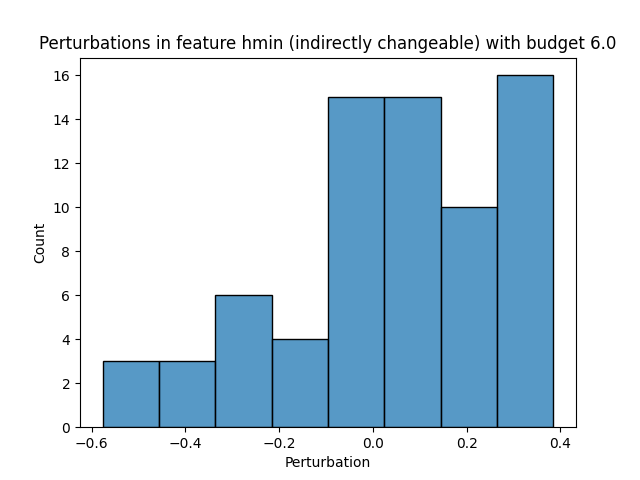 Perturbations in feature hmin (indirectly changeable) with budget 6.0
16
14
12
10
8
6
4
2
0
Count
−0.6 −0.4 −0.2 0.0 0.2 0.4
Perturbation